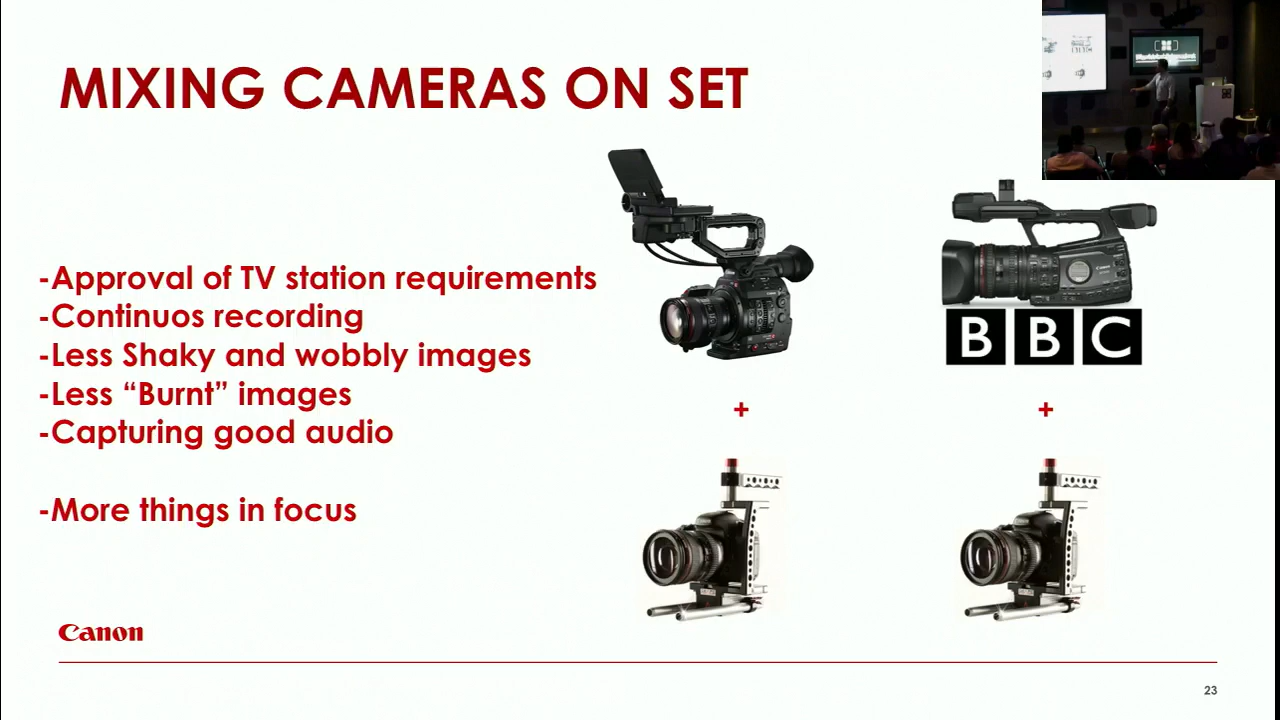 MIXING CAMERAS ON SET
-Approval of TV station requirements
-Continuos recording
-Less Shaky and wobbly images
-Less “Burnt” images
-Capturing good audio
-More things in focus
BBC
+
+
Canon
23